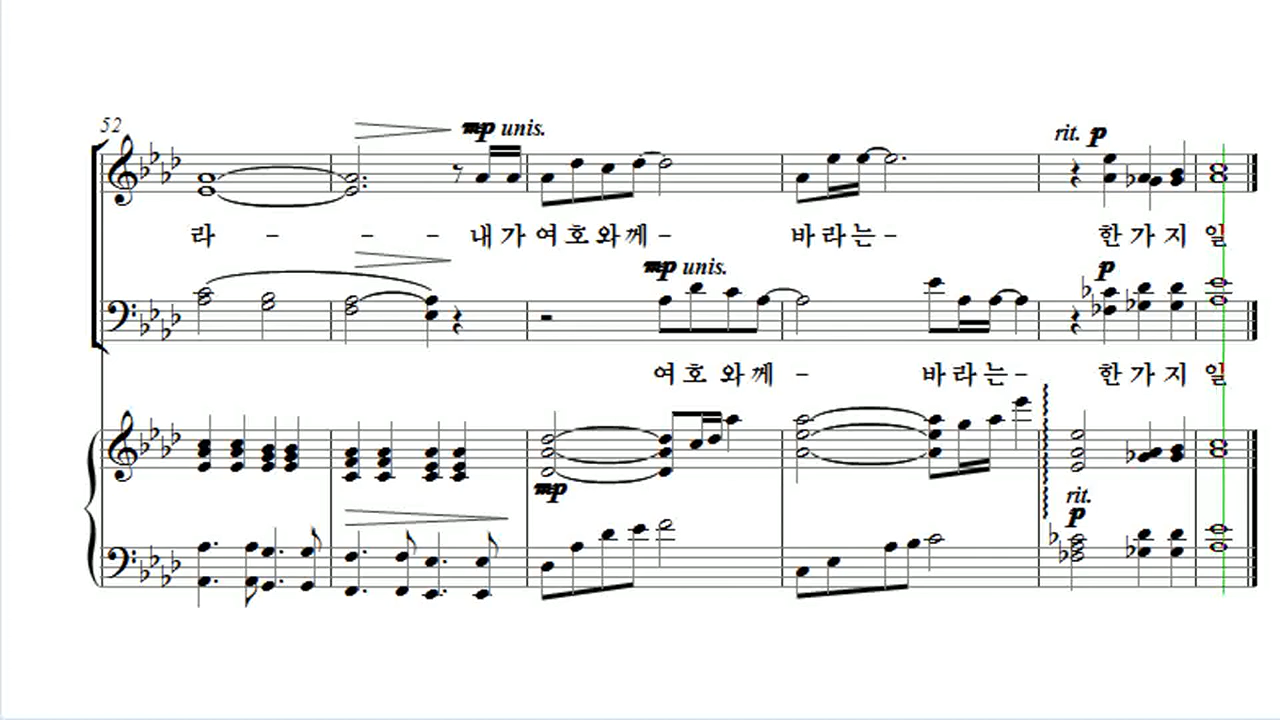 52
mp unis.
rit. p
라 - - - 내 가 여 호 와 께 - 바 라 는 - 한 가 지 일
mp unis.
p
여 호 와 께 - 바 라 는 - 한 가 지 일
mp
rit.
p